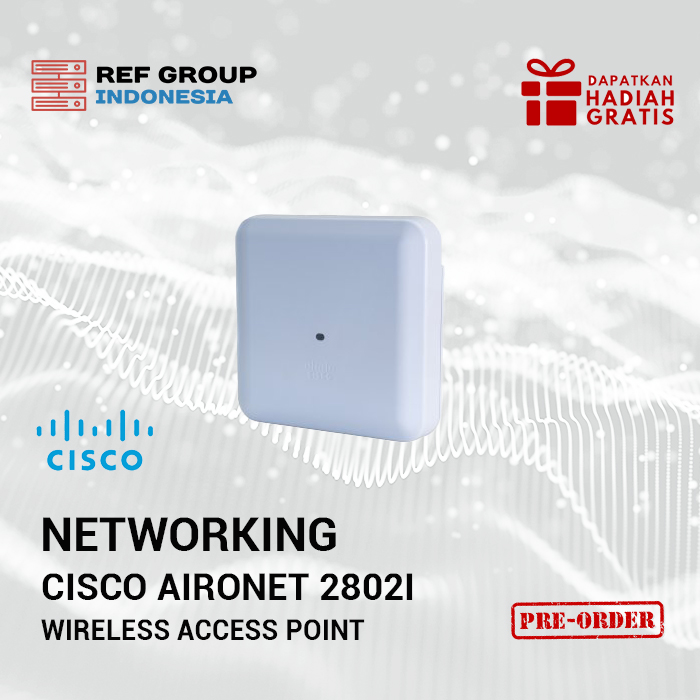 REF GROUP
INDONESIA
DAPATKAN
HADIAH
GRATIS
CISCO
NETWORKING
CISCO AIRONET 2802I
WIRELESS ACCESS POINT
PRE-ORDER